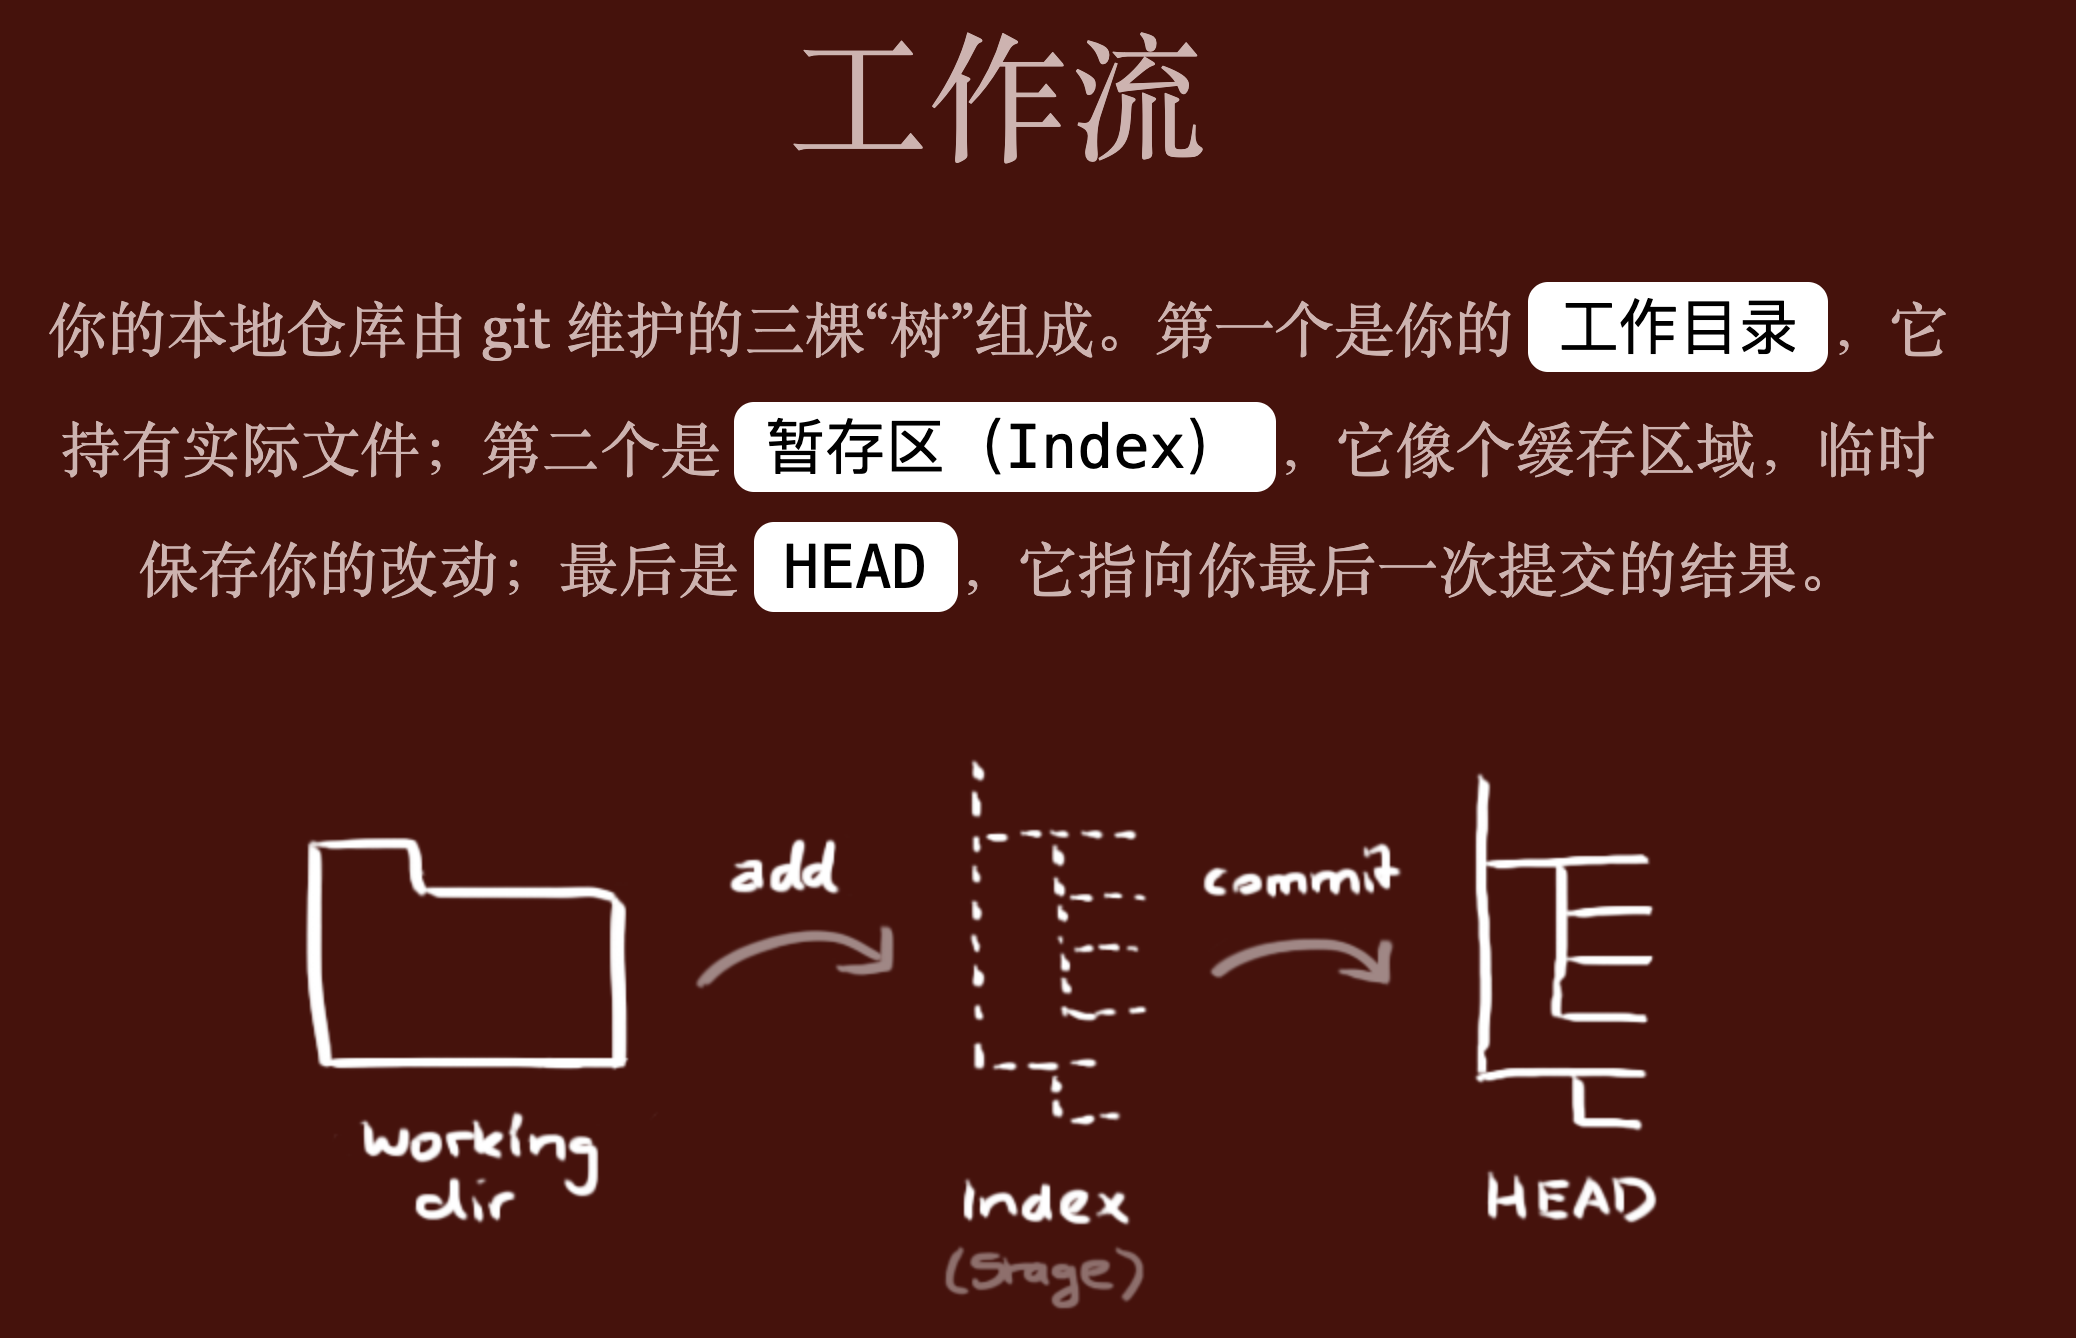 工作流
你的本地仓库由 git 维护的三棵“树”组成。第一个是你的 工作目录，它
持有实际文件；第二个是 暂存区（Index），它像个缓存区域，临时
保存你的改动；最后是 HEAD，它指向你最后一次提交的结果。
add
commit
working
dir
Index
(Stage)
HEAD